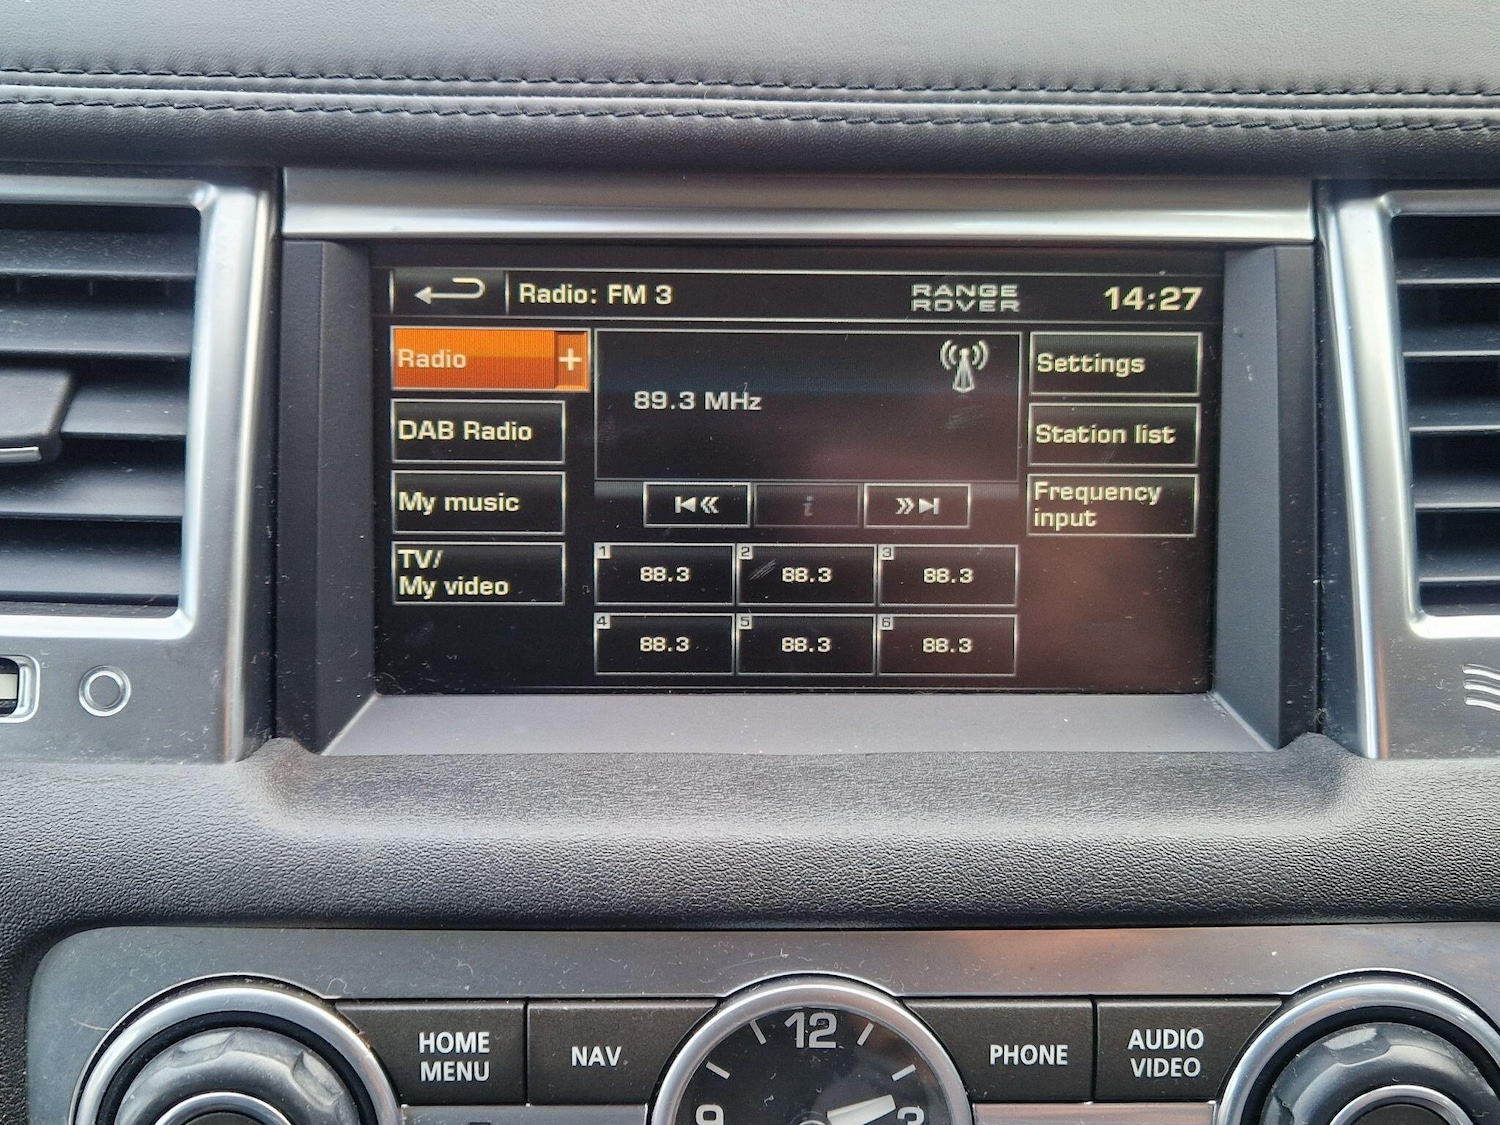 Radio: FM 3
RANGE
ROVER
14:27
Radio +
89.3 MHz
Settings
DAB Radio
Station list
My music
i
Frequency
input
TV/
My video
1 88.3
2 88.3
3 88.3
4 88.3
5 88.3
6 88.3
HOME
MENU
NAV
12
9
3
PHONE
AUDIO
VIDEO